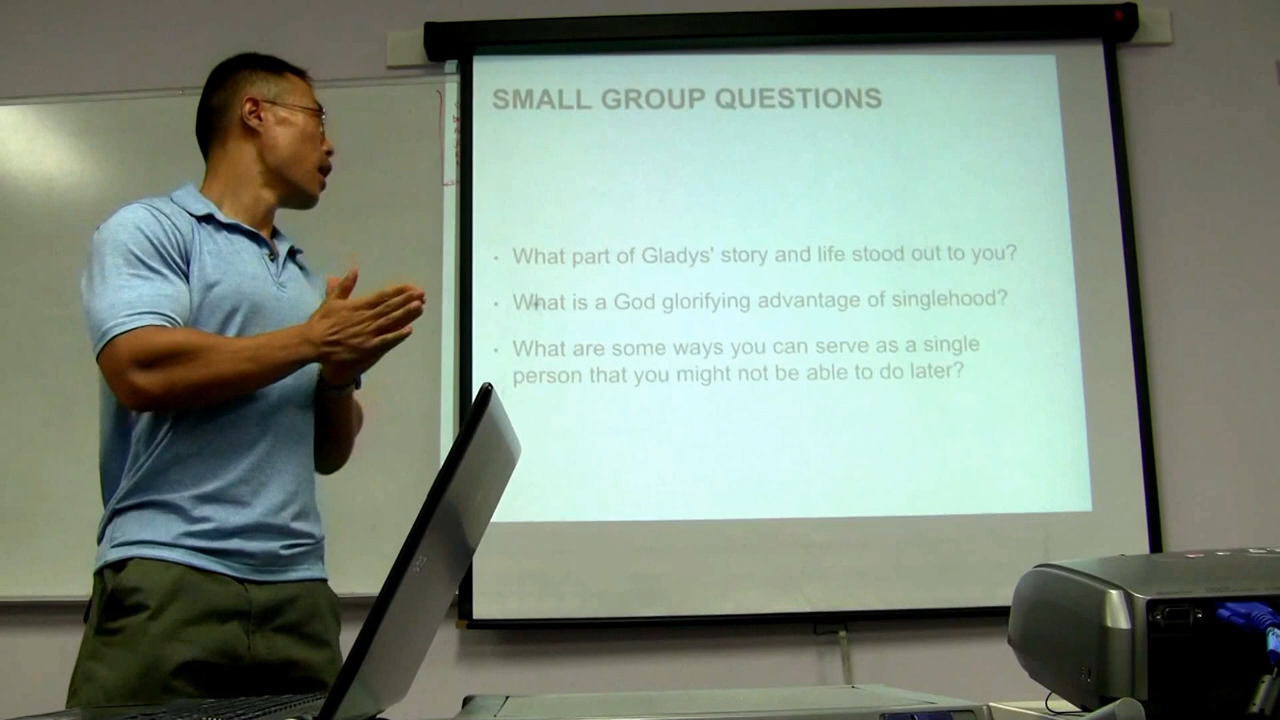 SMALL GROUP QUESTIONS
• What part of Gladys' story and life stood out to you?
• What is a God glorifying advantage of singlehood?
• What are some ways you can serve as a single
person that you might not be able to do later?